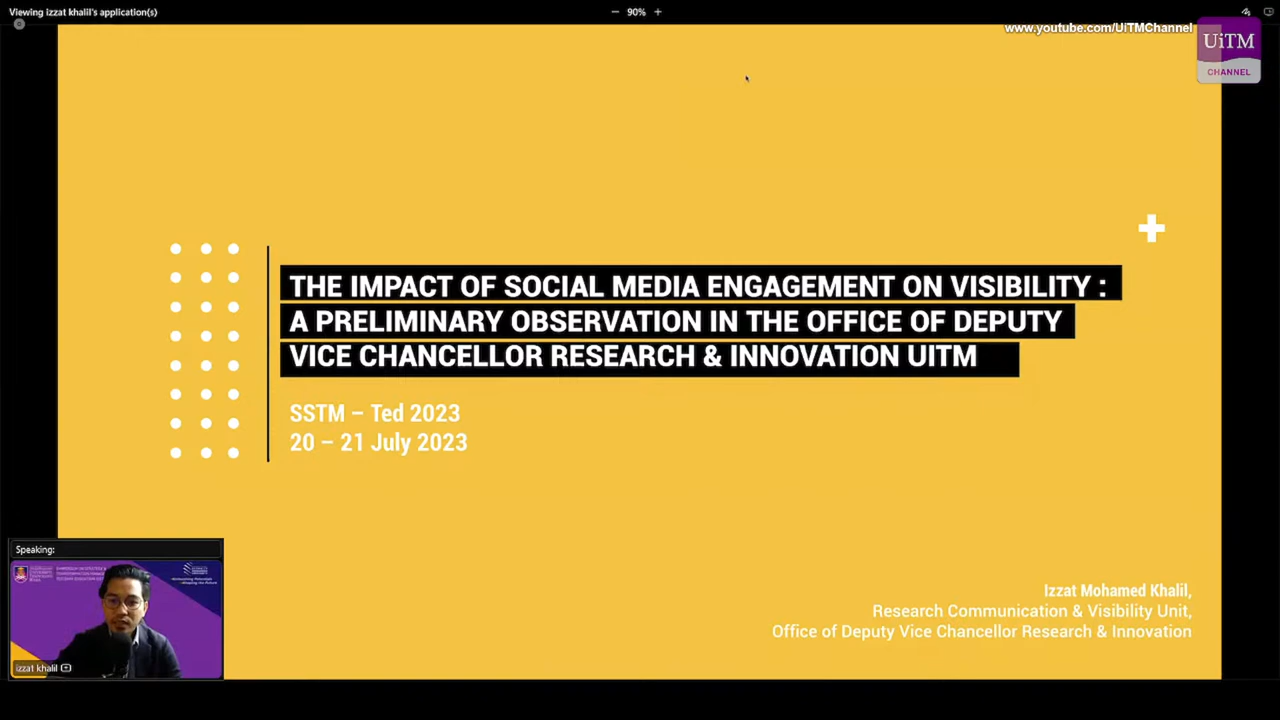 Viewing izzat khalil's application(s)
90%
www.youtube.com/UiTMChannel
UiTM
CHANNEL
THE IMPACT OF SOCIAL MEDIA ENGAGEMENT ON VISIBILITY :
A PRELIMINARY OBSERVATION IN THE OFFICE OF DEPUTY
VICE CHANCELLOR RESEARCH & INNOVATION UITM
SSTM – Ted 2023
20 – 21 July 2023
Speaking:
izzat khalil
Izzat Mohamed Khalil,
Research Communication & Visibility Unit,
Office of Deputy Vice Chancellor Research & Innovation